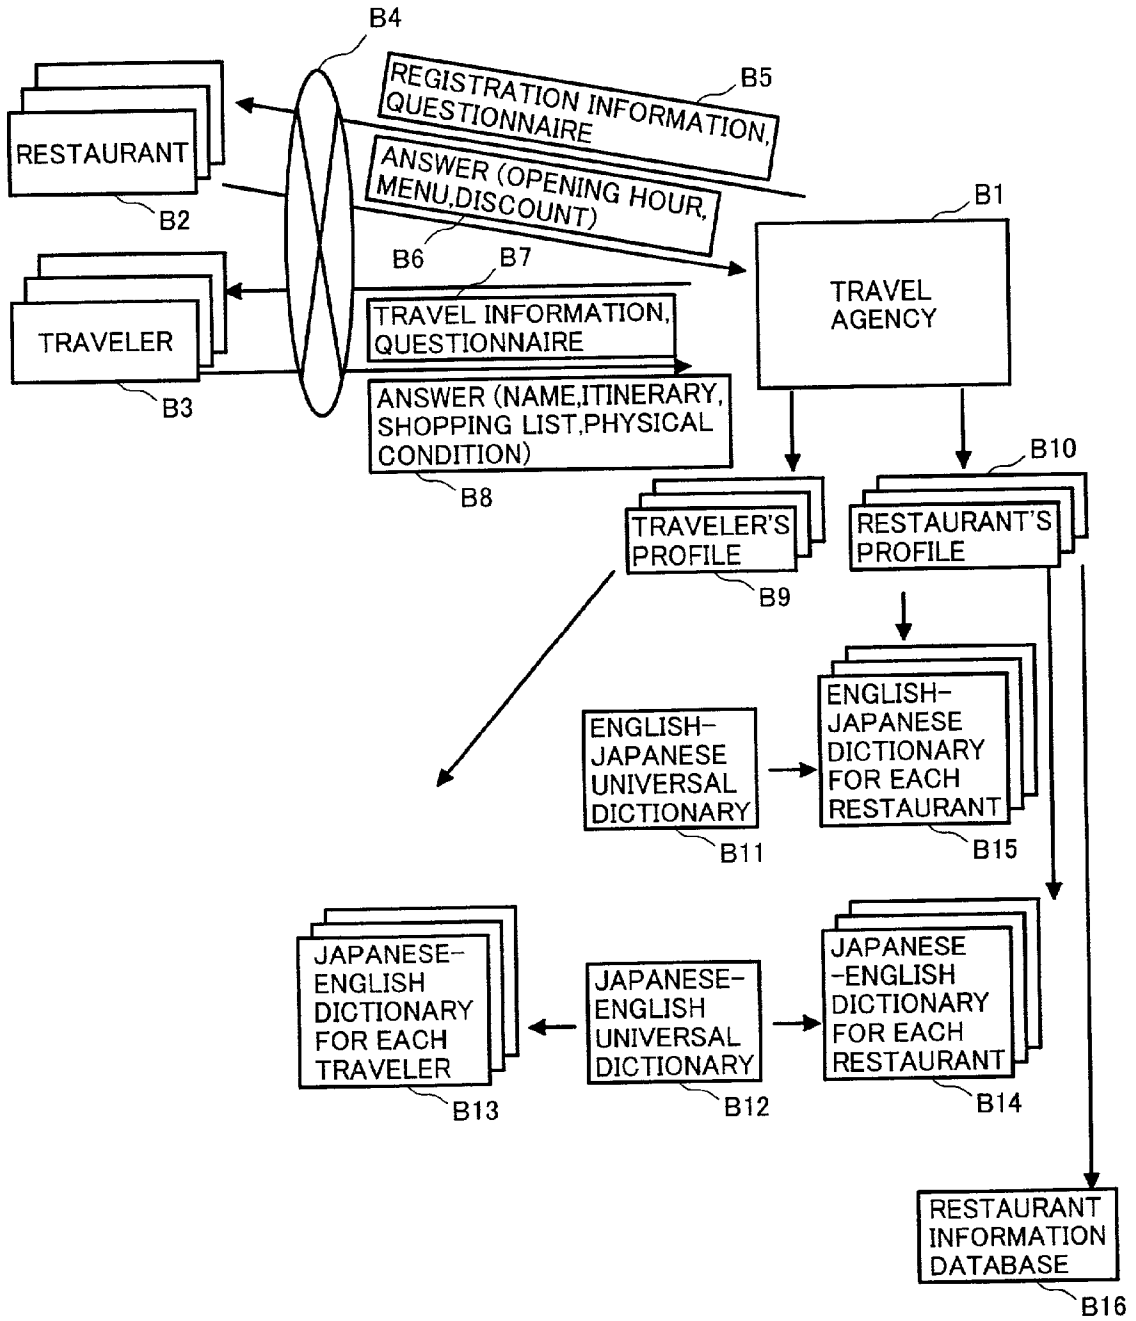 B4
REGISTRATION INFORMATION,
QUESTIONNAIRE
B5
RESTAURANT
B2
ANSWER (OPENING HOUR,
MENU,DISCOUNT)
B6
B1
TRAVEL
AGENCY
B7
TRAVEL INFORMATION,
QUESTIONNAIRE
TRAVELER
B3
ANSWER (NAME,ITINERARY,
SHOPPING LIST,PHYSICAL
CONDITION)
B8
B10
TRAVELER'S
PROFILE
B9
RESTAURANT'S
PROFILE
ENGLISH-
JAPANESE
UNIVERSAL
DICTIONARY
B11
ENGLISH-
JAPANESE
DICTIONARY
FOR EACH
RESTAURANT
B15
JAPANESE-
ENGLISH
DICTIONARY
FOR EACH
TRAVELER
B13
JAPANESE-
ENGLISH
UNIVERSAL
DICTIONARY
B12
JAPANESE
-ENGLISH
DICTIONARY
FOR EACH
RESTAURANT
B14
RESTAURANT
INFORMATION
DATABASE
B16